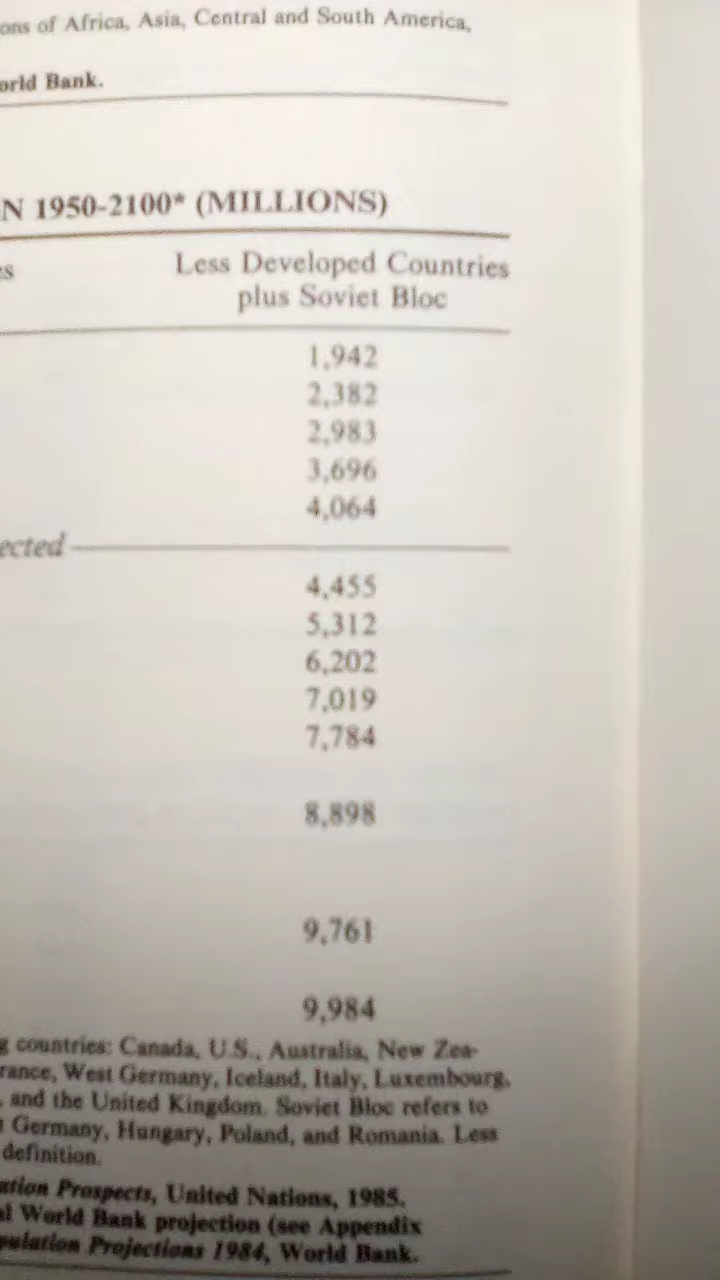 ons of Africa, Asia, Central and South America,
orld Bank.
N 1950-2100* (MILLIONS)
es Less Developed Countries
plus Soviet Bloc
1,942
2,382
2,983
3,696
4,064
ected
4,455
5,312
6,202
7,019
7,784
8,898
9,761
9,984
g countries: Canada, U.S., Australia, New Zea-
rance, West Germany, Iceland, Italy, Luxembourg,
, and the United Kingdom. Soviet Bloc refers to
t Germany, Hungary, Poland, and Romania. Less
definition.
ation Prospects, United Nations, 1985.
al World Bank projection (see Appendix
pulation Projections 1984, World Bank.